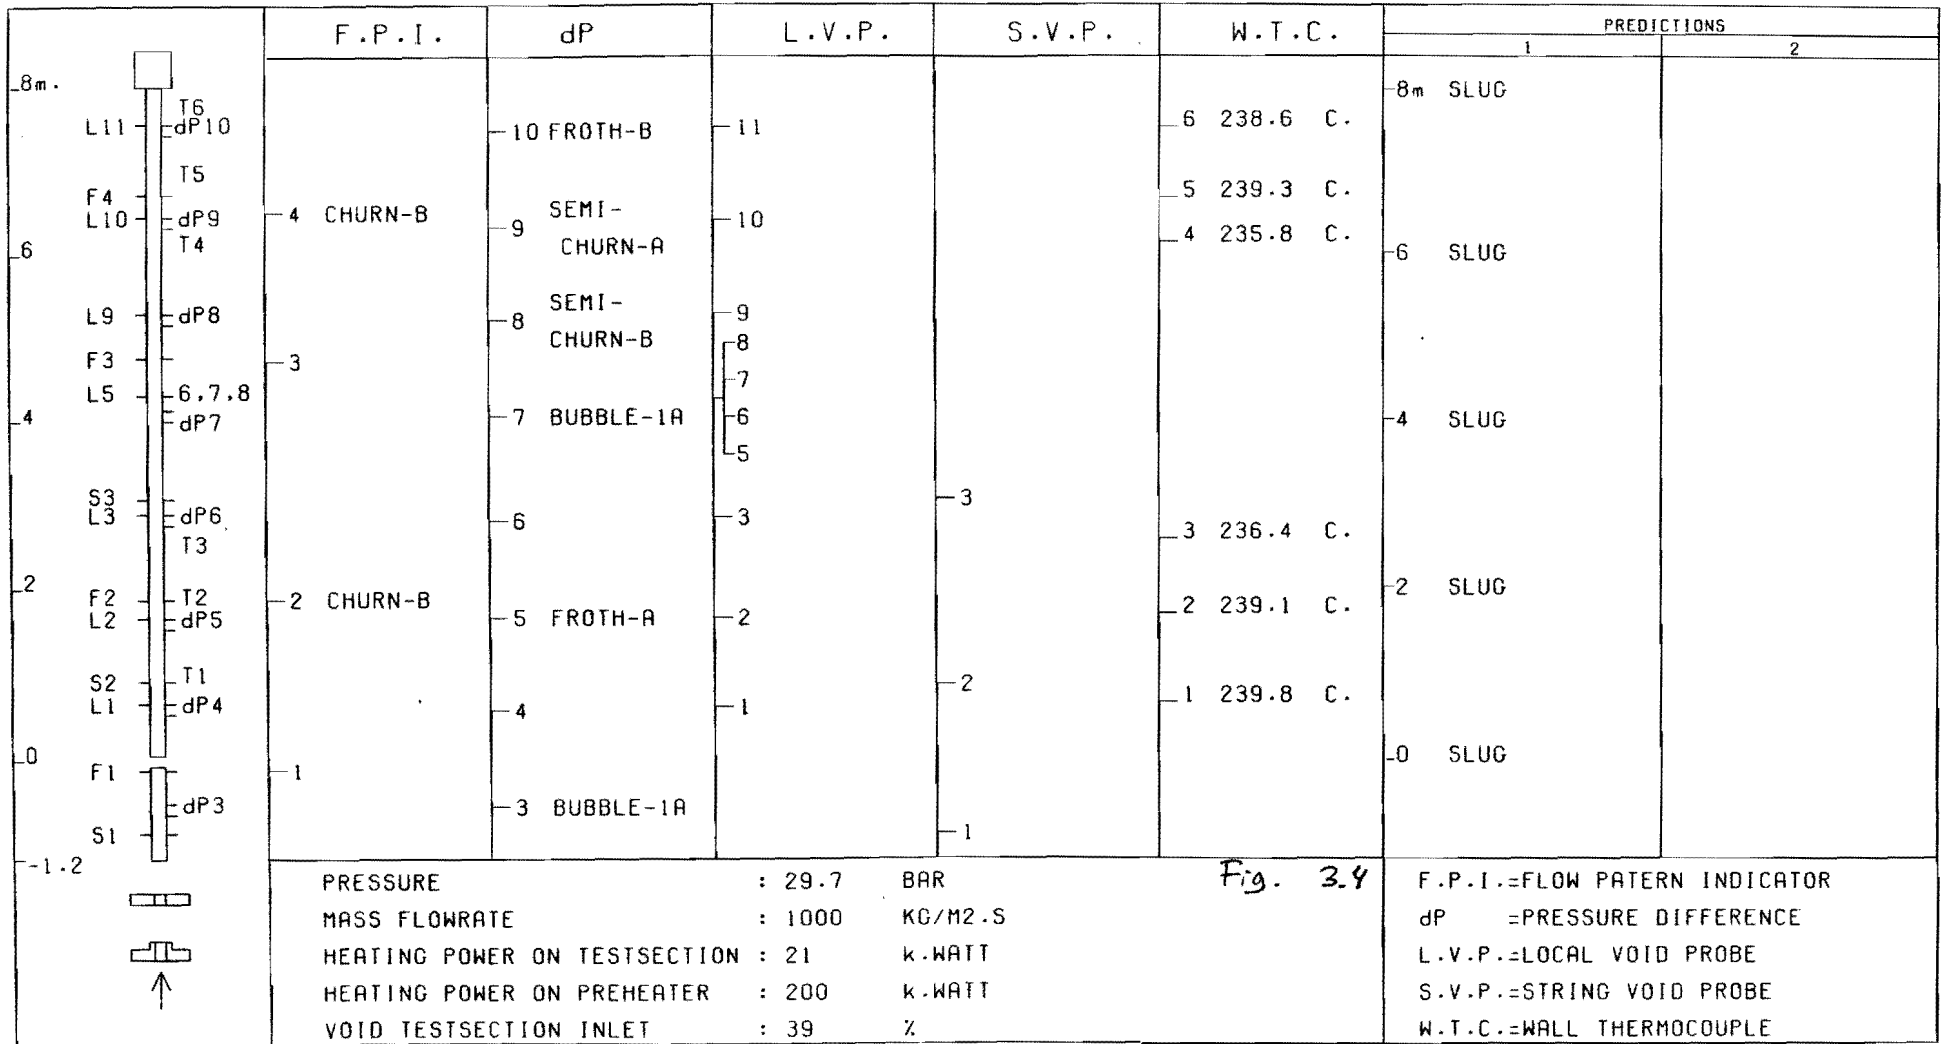 F.P.I. dP L.V.P. S.V.P. W.T.C. PREDICTIONS
1 2
8m.
T6
L11 dP10
T5
F4
L10 dP9
T4
6
L9 dP8
F3
L5 6,7,8
dP7
4
S3
L3 dP6
T3
2
F2 T2
L2 dP5
S2 T1
L1 dP4
0
F1
dP3
S1
-1.2
4 CHURN-B
3
2 CHURN-B
1
10 FROTH-B
9 SEMI-
CHURN-A
8 SEMI-
CHURN-B
7 BUBBLE-1A
6
5 FROTH-A
4
3 BUBBLE-1A
11
10
9
8
7
6
5
3
2
1
3
2
1
6 238.6 C.
5 239.3 C.
4 235.8 C.
3 236.4 C.
2 239.1 C.
1 239.8 C.
8m SLUG
6 SLUG
4 SLUG
2 SLUG
0 SLUG
PRESSURE : 29.7 BAR
MASS FLOWRATE : 1000 KG/M2.S
HEATING POWER ON TESTSECTION : 21 k.WATT
HEATING POWER ON PREHEATER : 200 k.WATT
VOID TESTSECTION INLET : 39 %
Fig. 3.4
F.P.I.=FLOW PATERN INDICATOR
dP =PRESSURE DIFFERENCE
L.V.P.=LOCAL VOID PROBE
S.V.P.=STRING VOID PROBE
W.T.C.=WALL THERMOCOUPLE